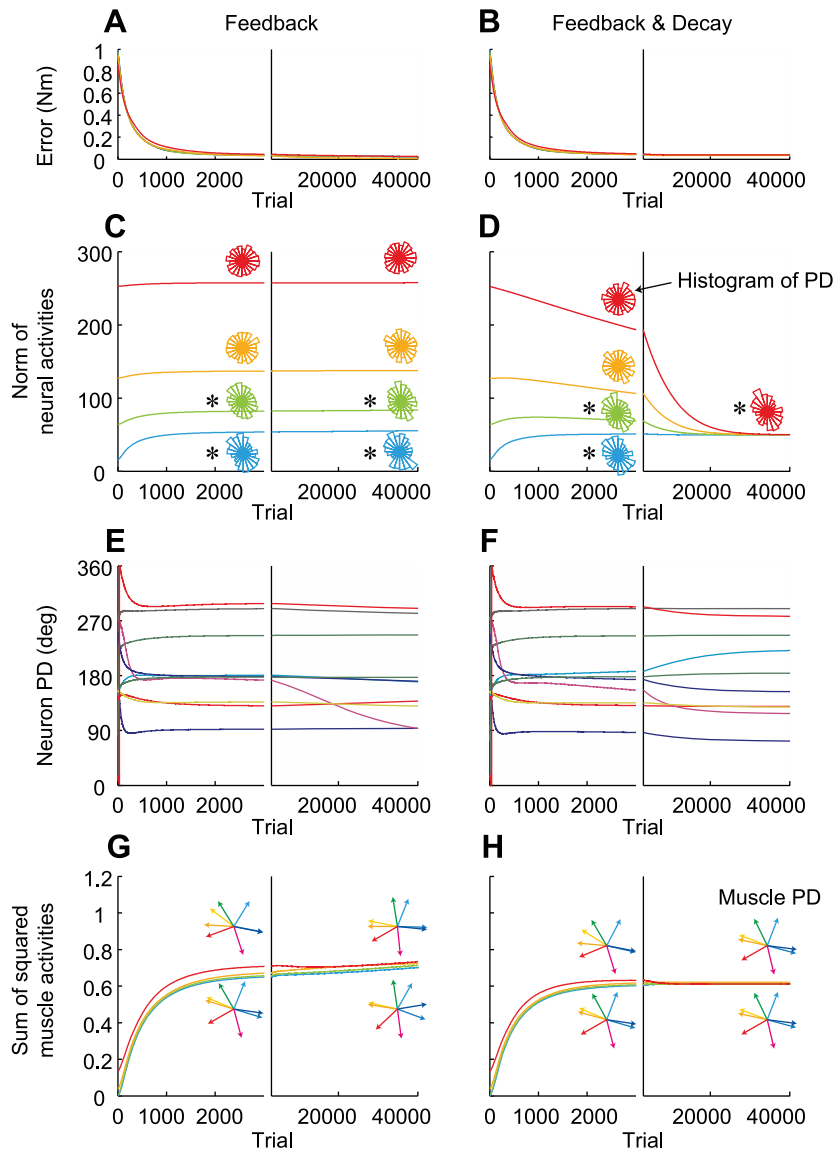 A Feedback
B Feedback & Decay
Error (Nm)
1
0.8
0.6
0.4
0.2
0
0 1000 2000 20000 40000
Trial
0 1000 2000 20000 40000
Trial
C
D
Norm of
neural activities
300
200
100
0
* * * *
* * *
Histogram of PD
0 1000 2000 20000 40000
Trial
0 1000 2000 20000 40000
Trial
E
F
Neuron PD (deg)
360
270
180
90
0
0 1000 2000 20000 40000
Trial
0 1000 2000 20000 40000
Trial
G
H
Sum of squared
muscle activities
1.2
1
0.8
0.6
0.4
0.2
0
Muscle PD
0 1000 2000 20000 40000
Trial
0 1000 2000 20000 40000
Trial